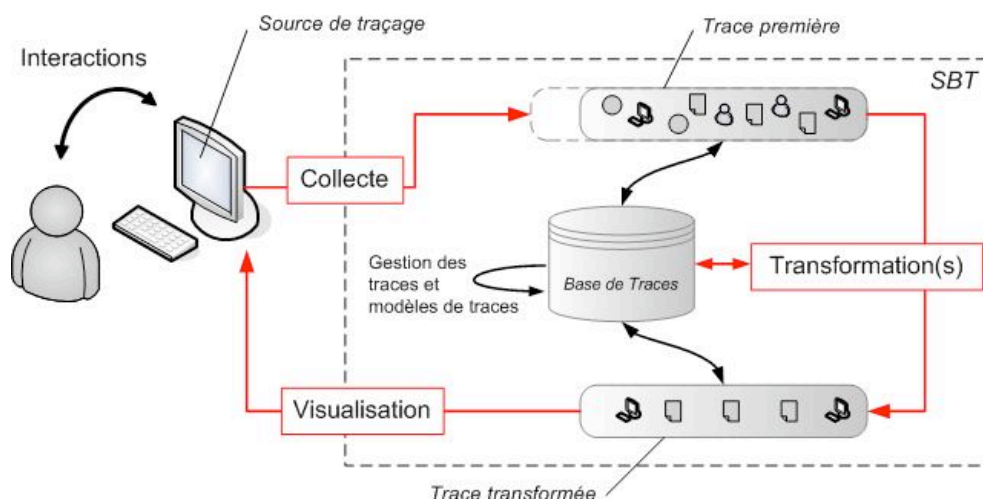 Source de traçage
Trace première
Interactions
SBT
Collecte
Gestion des
traces et
modèles de traces
Base de Traces
Transformation(s)
Visualisation
Trace transformée